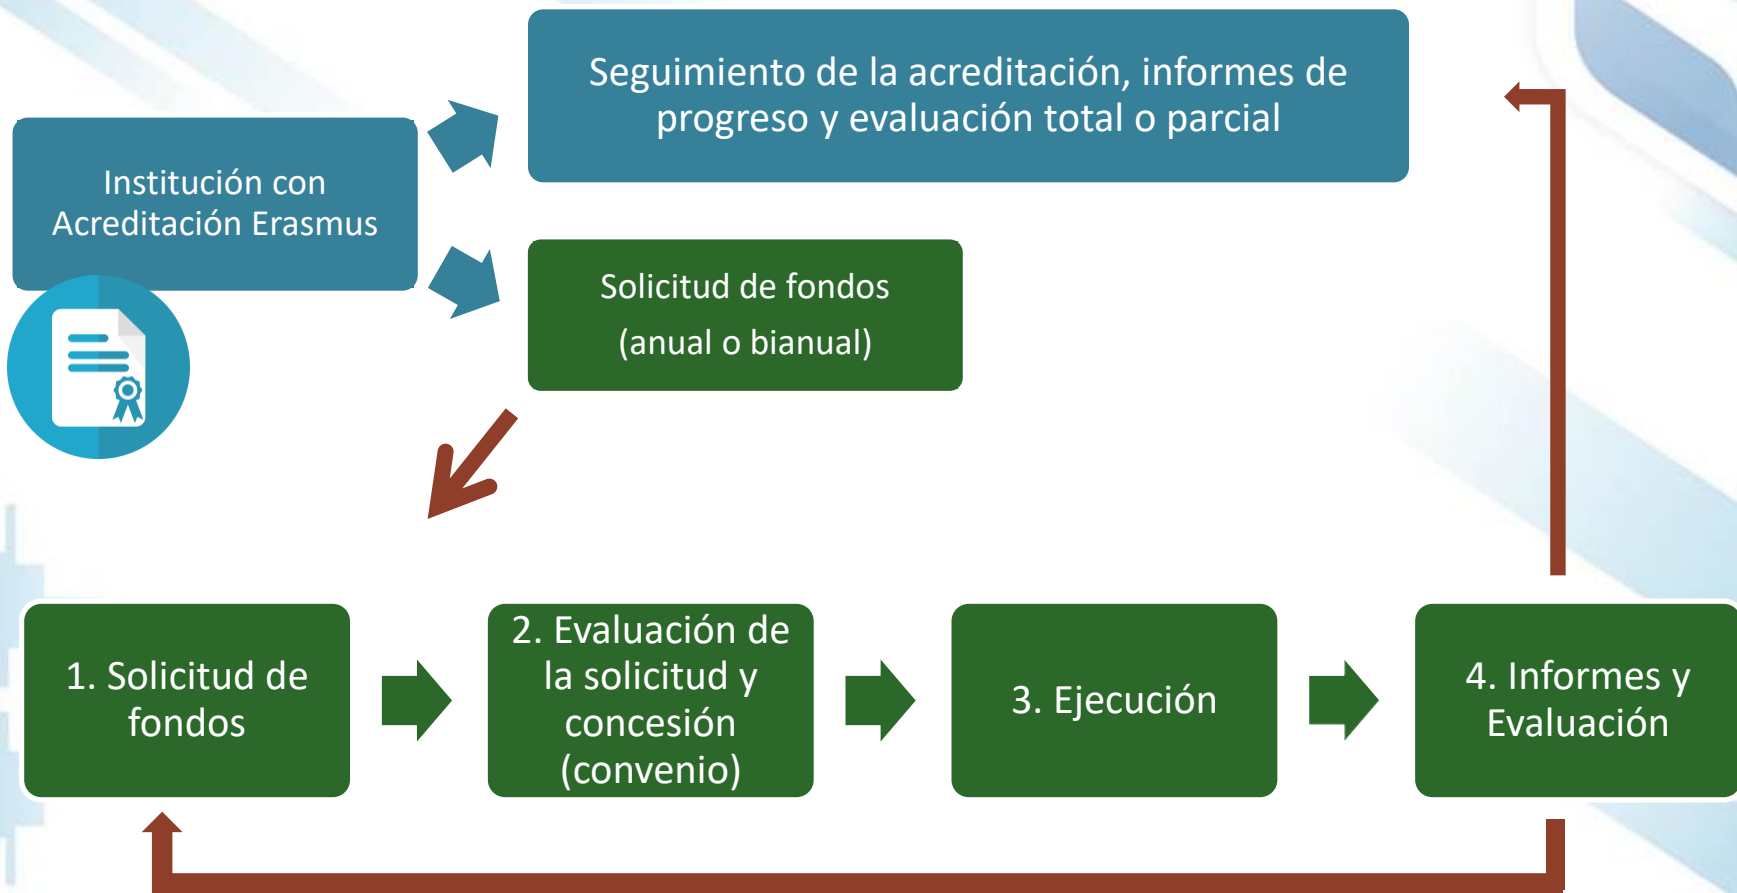 Seguimiento de la acreditación, informes de
progreso y evaluación total o parcial
Institución con
Acreditación Erasmus
Solicitud de fondos
(anual o bianual)
1. Solicitud de
fondos
2. Evaluación de
la solicitud y
concesión
(convenio)
3. Ejecución
4. Informes y
Evaluación